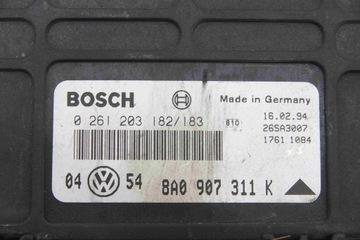 BOSCH
Made in Germany
0 261 203 182/183
810
16.02.94
26SA3007
1761 1084
04 54
8A0 907 311 K